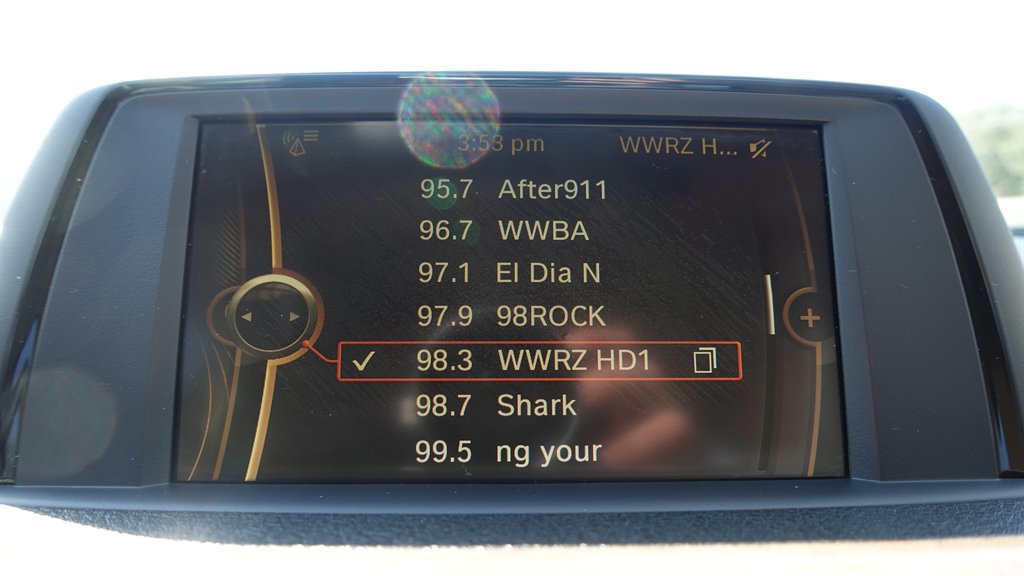 3:53 pm WWRZ H...
95.7 After911
96.7 WWBA
97.1 El Dia N
97.9 98ROCK
98.3 WWRZ HD1
98.7 Shark
99.5 ng your